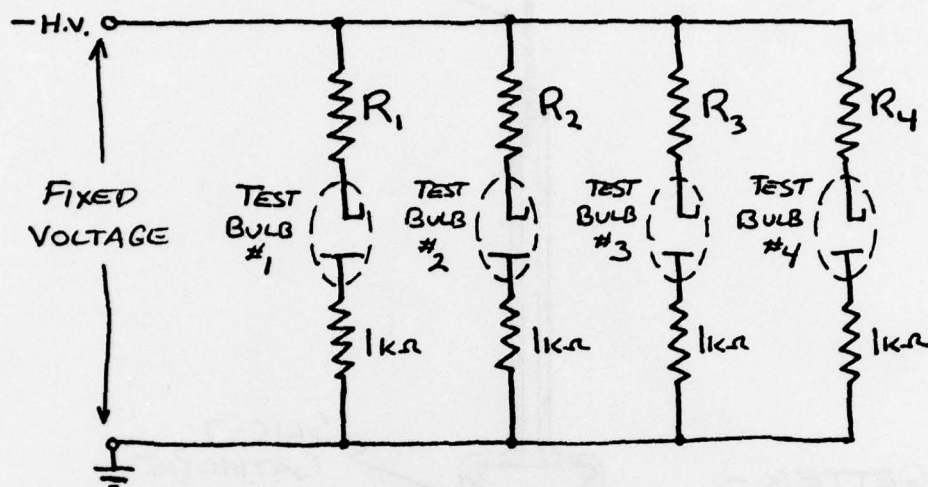 - H.V.
FIXED
VOLTAGE
R1
R2
R3
R4
TEST
BULB
#1
TEST
BULB
#2
TEST
BULB
#3
TEST
BULB
#4
1KΩ
1KΩ
1KΩ
1KΩ